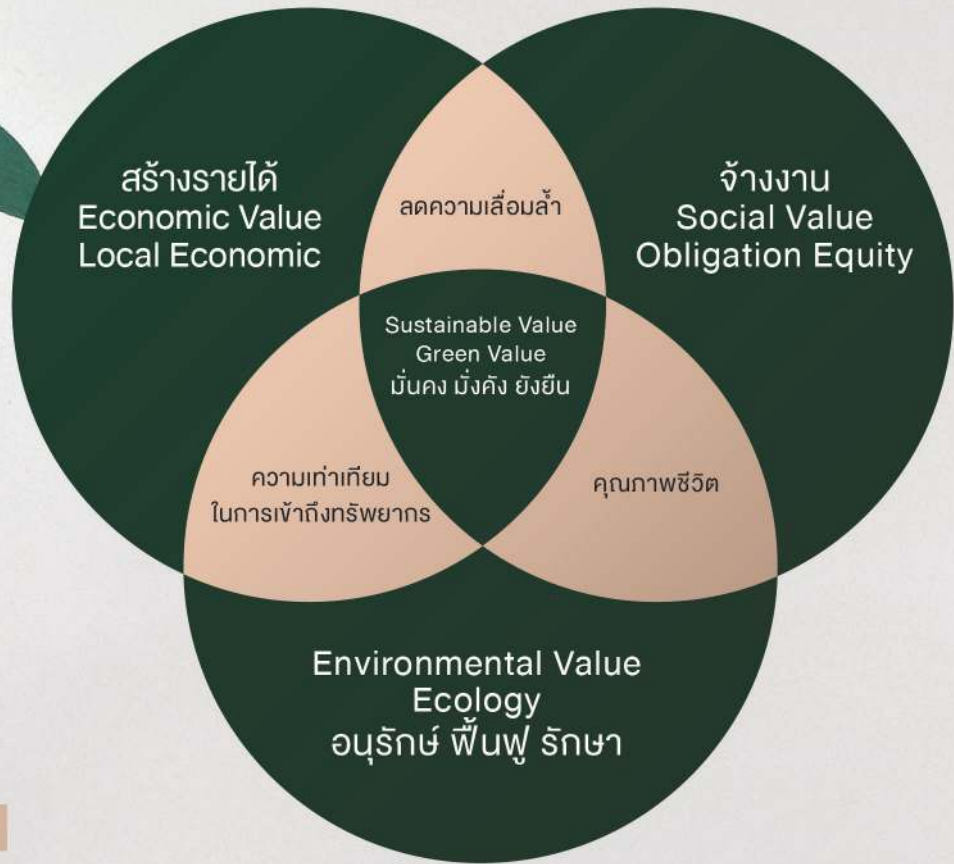 สร้างรายได้
Economic Value
Local Economic
ลดความเลื่อมล้ำ
จ้างงาน
Social Value
Obligation Equity
Sustainable Value
Green Value
มั่นคง มั่งคัง ยังยืน
ความเท่าเทียม
ในการเข้าถึงทรัพยากร
คุณภาพชีวิต
Environmental Value
Ecology
อนุรักษ์ ฟื้นฟู รักษา